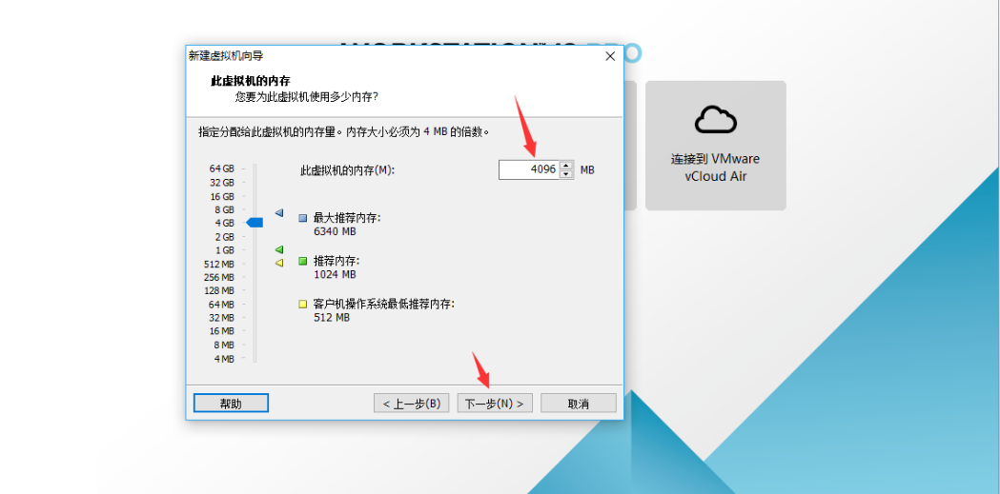 新建虚拟机向导
此虚拟机的内存
您要为此虚拟机使用多少内存?
指定分配给此虚拟机的内存量。内存大小必须为 4 MB 的倍数。
64 GB
32 GB
16 GB
8 GB
4 GB
2 GB
1 GB
512 MB
256 MB
128 MB
64 MB
32 MB
16 MB
8 MB
4 MB
此虚拟机的内存(M):
4096 MB
最大推荐内存:
6340 MB
推荐内存:
1024 MB
客户机操作系统最低推荐内存:
512 MB
帮助
< 上一步(B)
下一步(N) >
取消
连接到 VMware
vCloud Air